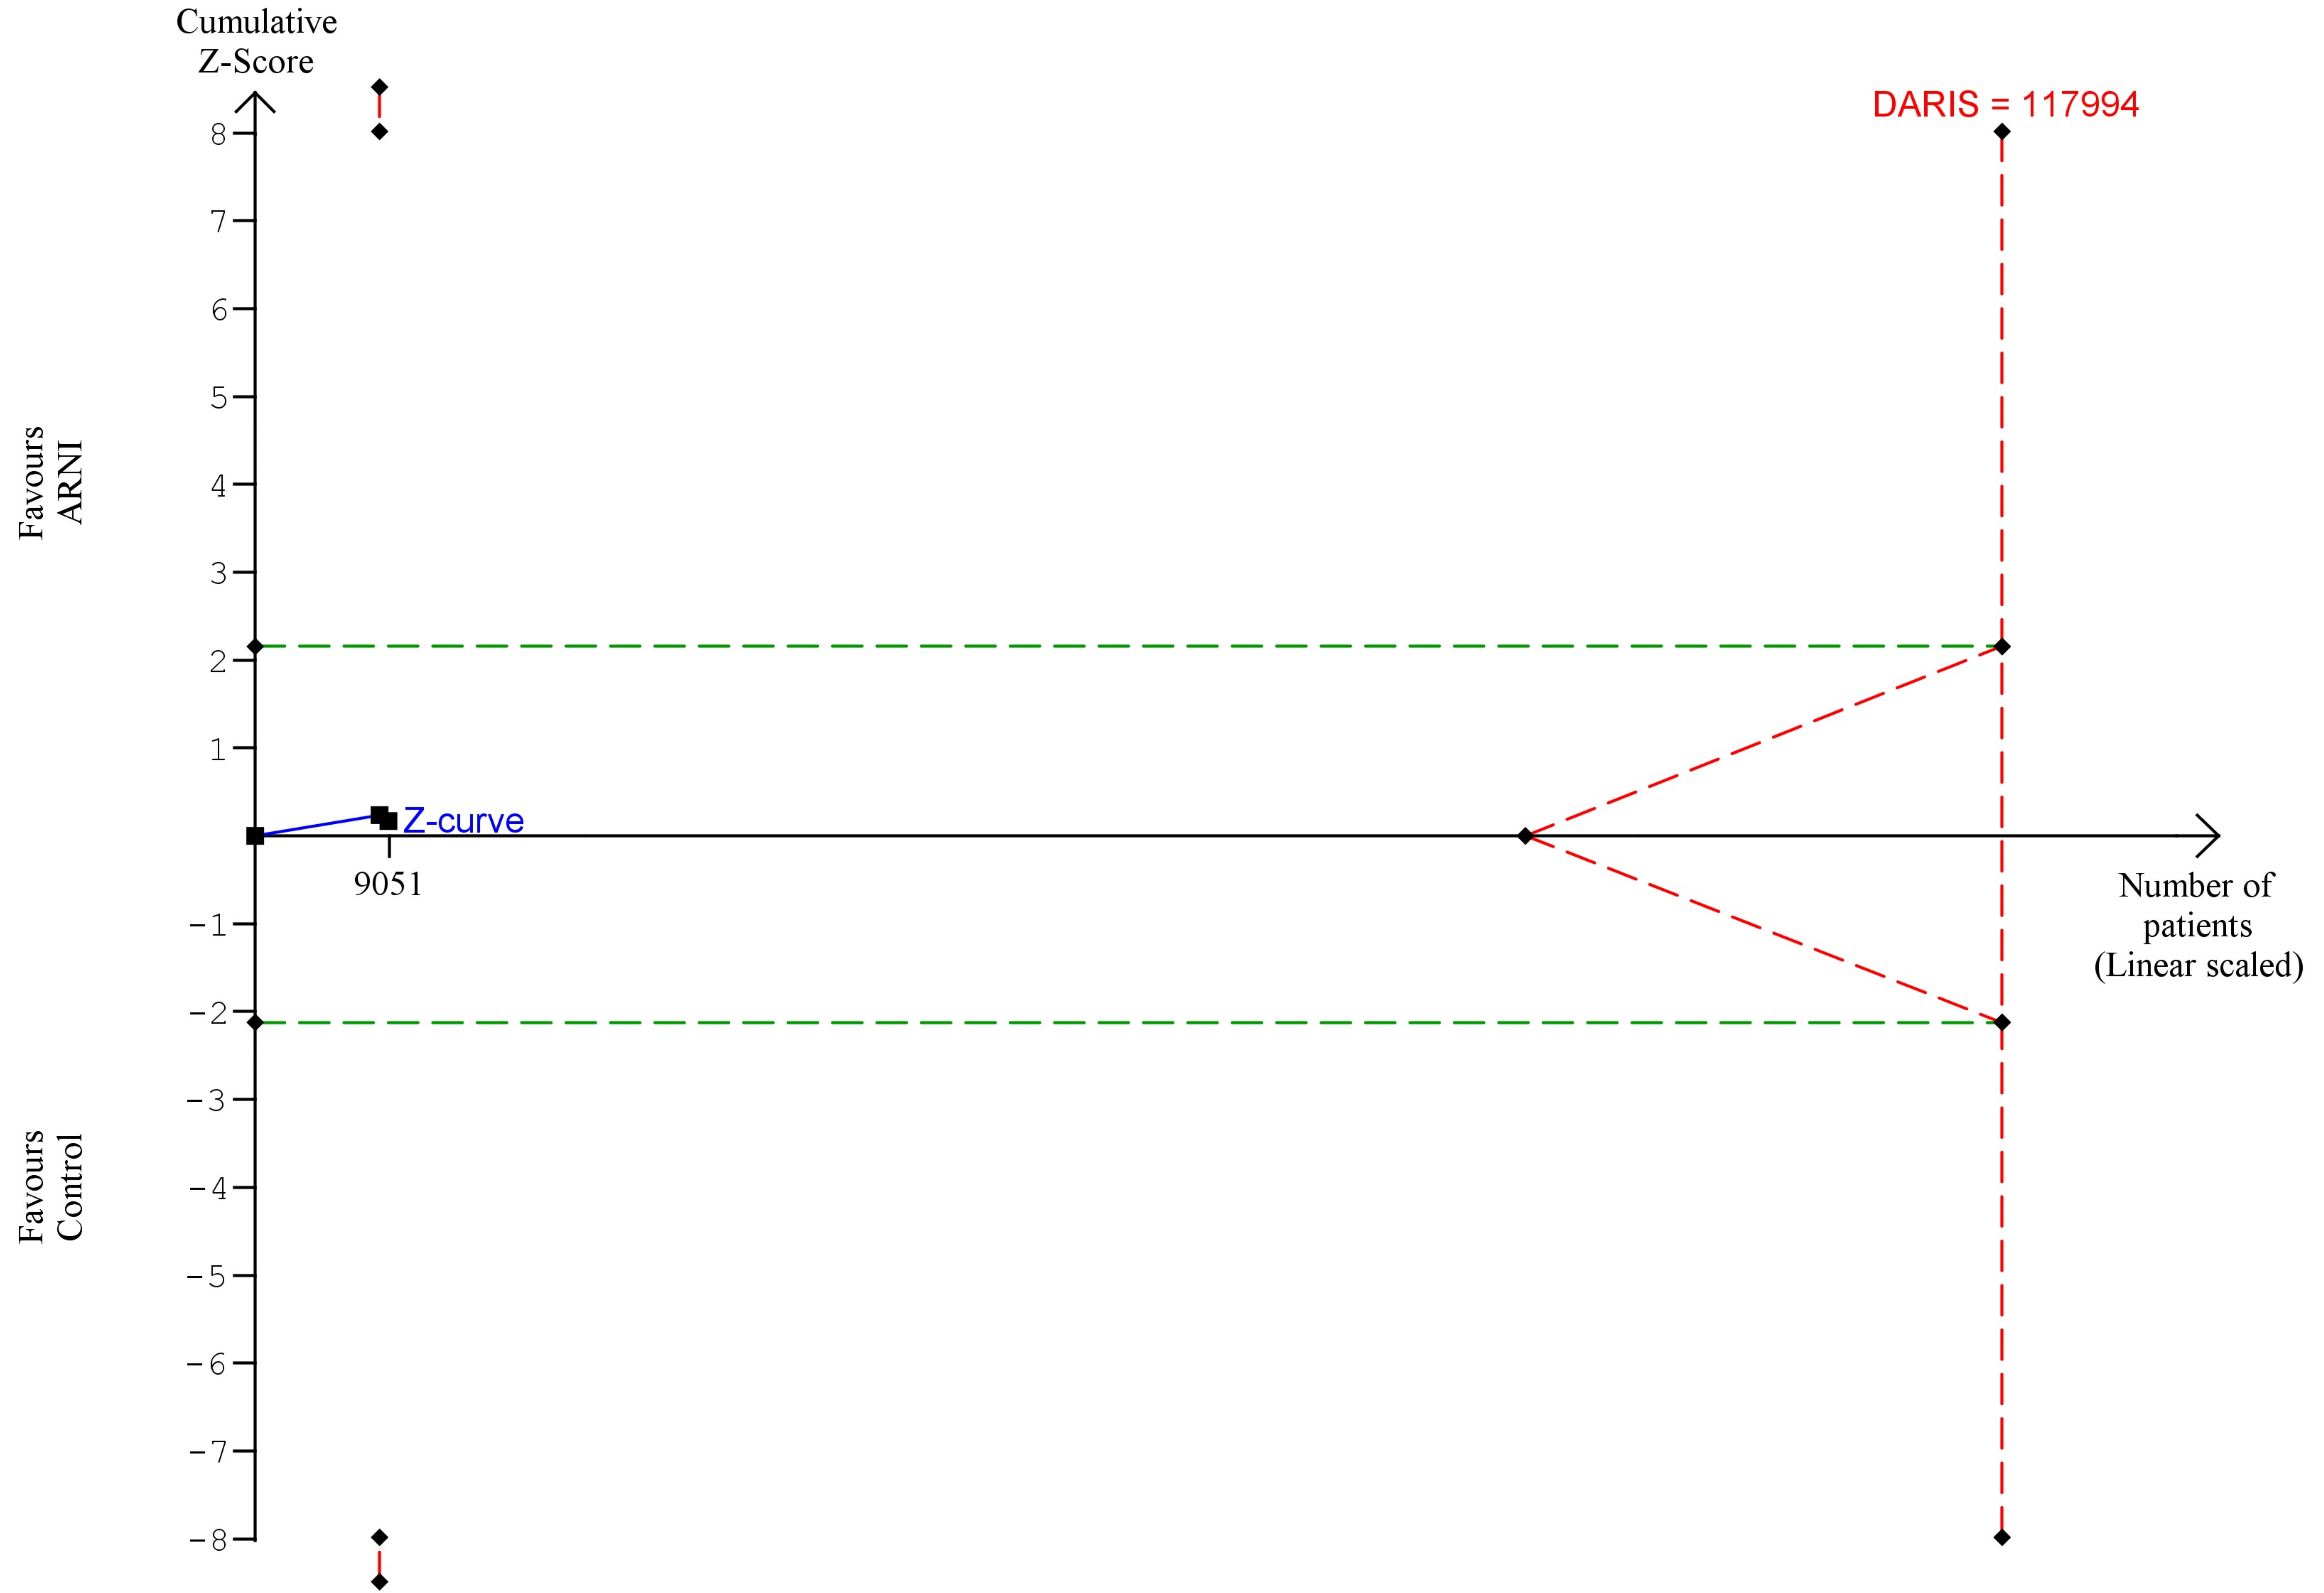 Cumulative
Z-Score
DARIS = 117994
8
7
6
5
4
3
2
1
-1
-2
-3
-4
-5
-6
-7
-8
Favours
ARNI
Favours
Control
Z-curve
9051
Number of
patients
(Linear scaled)